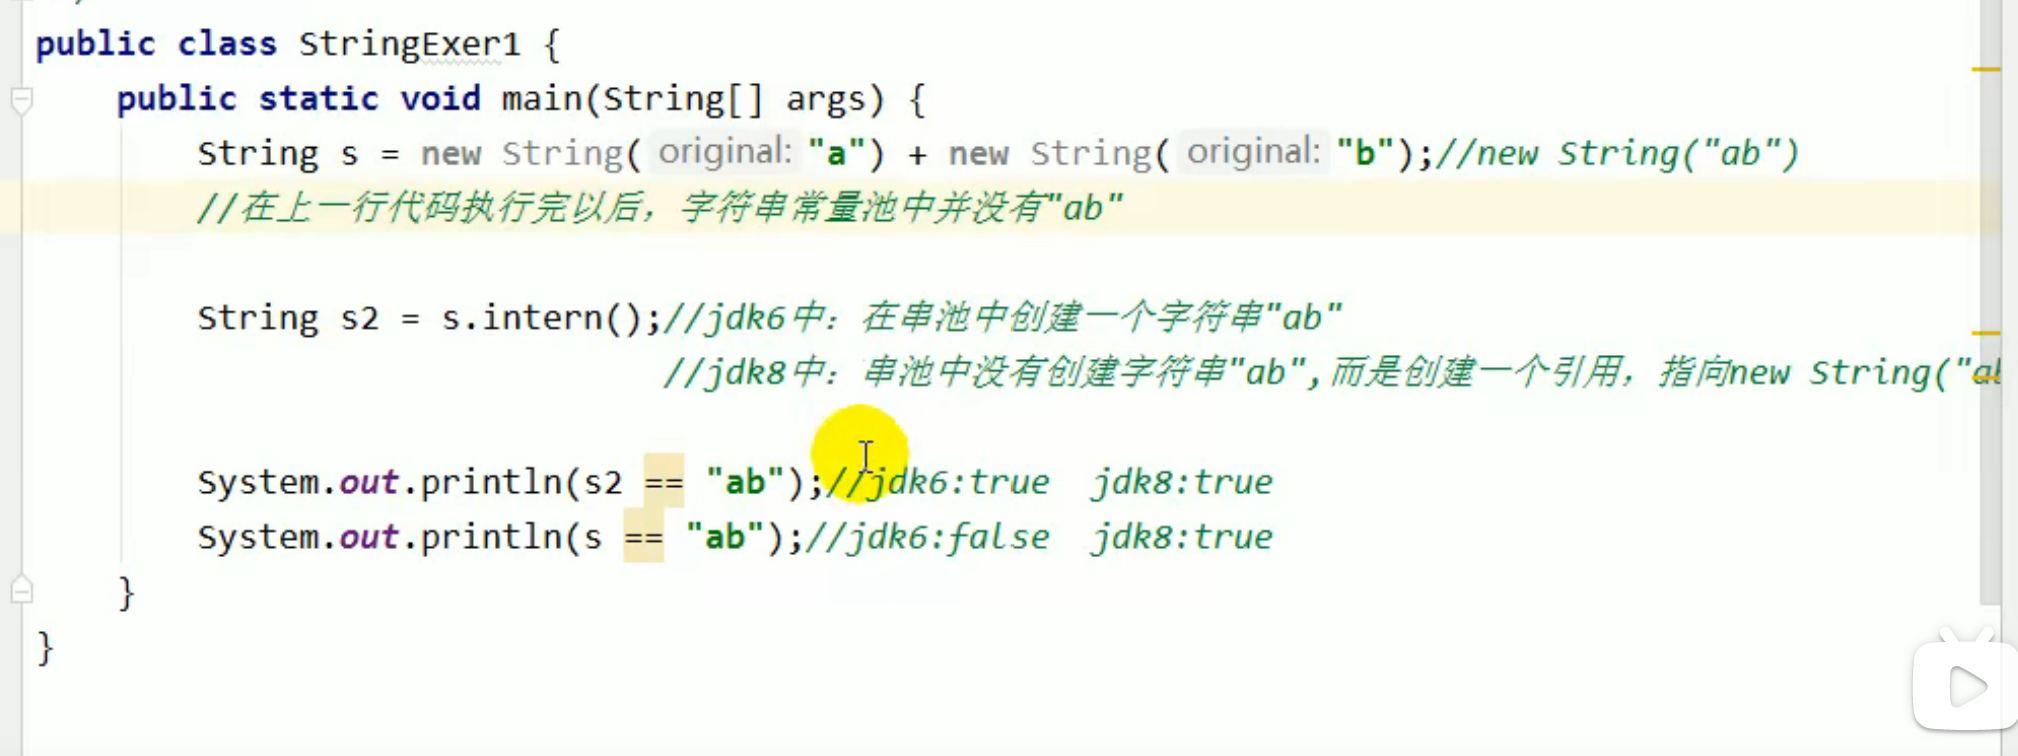 public class StringExer1 {
public static void main(String[] args) {
String s = new String( original: "a") + new String( original: "b");//new String("ab")
//在上一行代码执行完以后，字符串常量池中并没有"ab"
String s2 = s.intern();//jdk6中：在串池中创建一个字符串"ab"
//jdk8中：串池中没有创建字符串"ab",而是创建一个引用，指向new String("ab
System.out.println(s2 == "ab");//jdk6:true  jdk8:true
System.out.println(s == "ab");//jdk6:false  jdk8:true
}
}